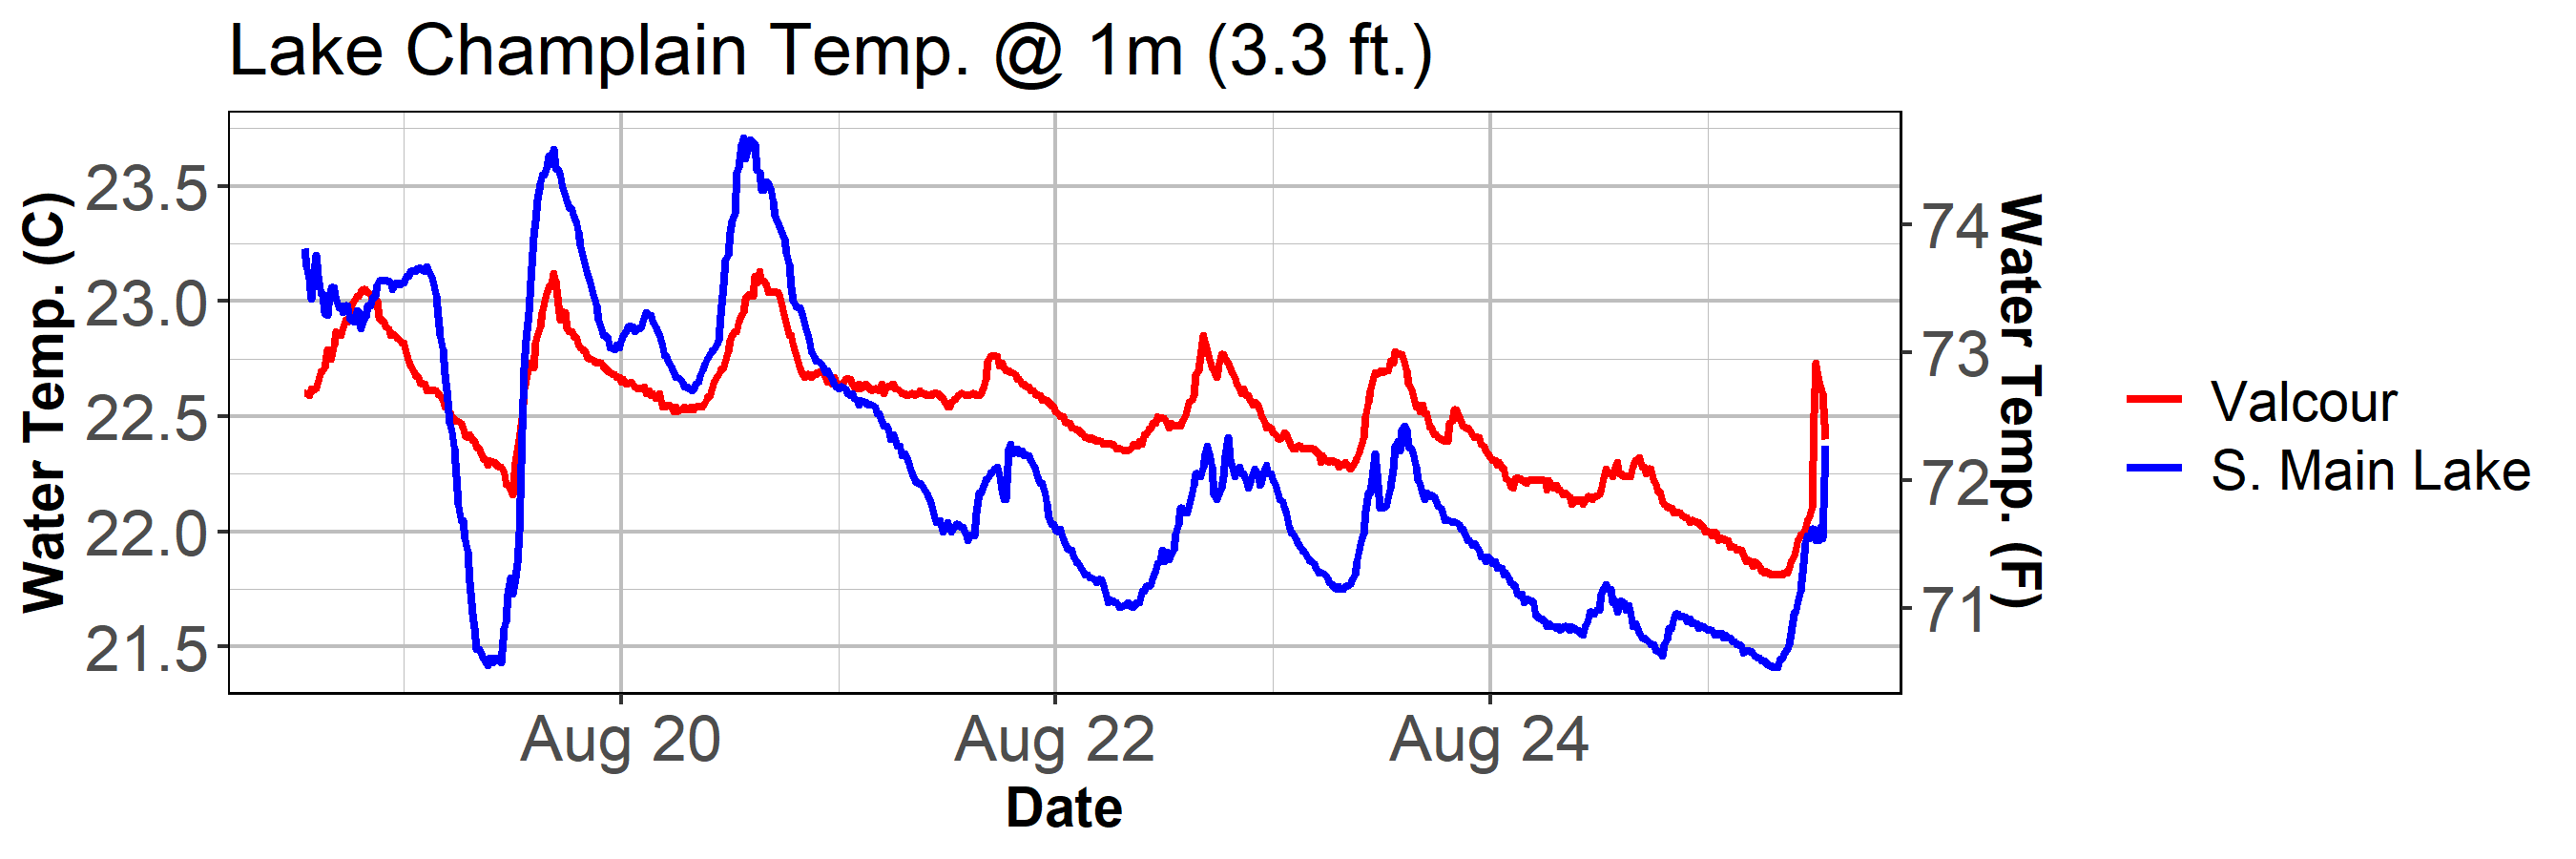 Lake Champlain Temp. @ 1m (3.3 ft.)
Water Temp. (C)
23.5
23.0
22.5
22.0
21.5
74
73
72
71
Water Temp. (F)
Aug 20
Aug 22
Aug 24
Date
Valcour
S. Main Lake